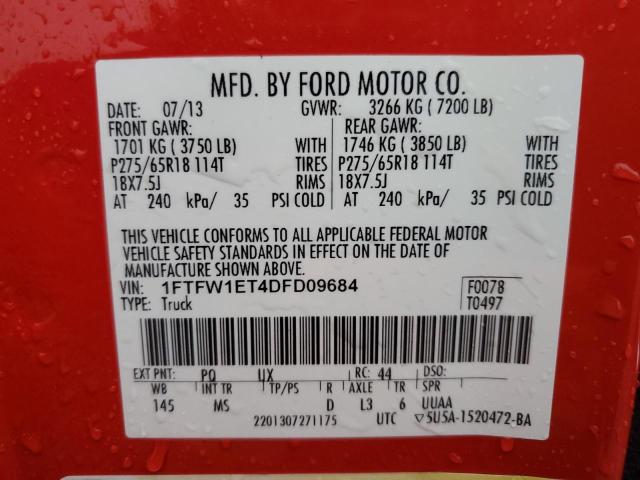 MFD. BY FORD MOTOR CO.
DATE: 07/13 GVWR: 3266 KG ( 7200 LB)
FRONT GAWR: REAR GAWR:
1701 KG ( 3750 LB) WITH 1746 KG ( 3850 LB) WITH
P275/65R18 114T TIRES P275/65R18 114T TIRES
18X7.5J RIMS 18X7.5J RIMS
AT 240 kPa/ 35 PSI COLD AT 240 kPa/ 35 PSI COLD
THIS VEHICLE CONFORMS TO ALL APPLICABLE FEDERAL MOTOR
VEHICLE SAFETY STANDARDS IN EFFECT ON THE DATE OF
MANUFACTURE SHOWN ABOVE.
VIN: 1FTFW1ET4DFD09684 F0078
TYPE: Truck T0497
EXT PNT: PQ UX RC: 44 DSO:
WB INT TR TP/PS R AXLE TR SPR
145 MS D L3 6 UUAA
2201307271175 UTC ▽5U5A-1520472-BA